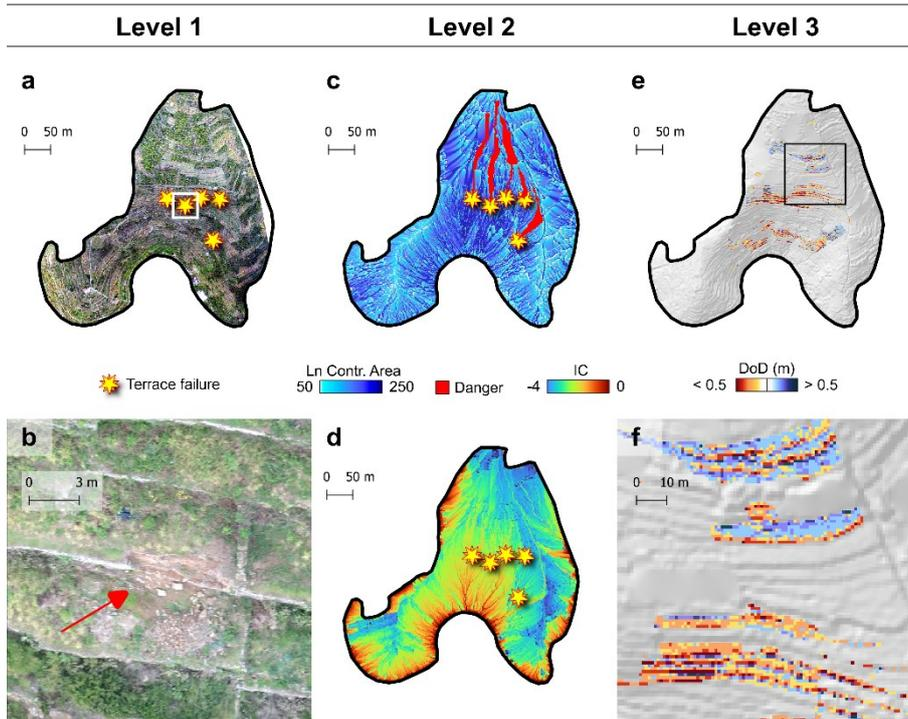 Level 1 Level 2 Level 3
a c e
0 50 m 0 50 m 0 50 m
Terrace failure
Ln Contr. Area
50 250
Danger
IC
-4 0
DoD (m)
< 0.5 > 0.5
b d f
0 3 m 0 50 m 0 10 m